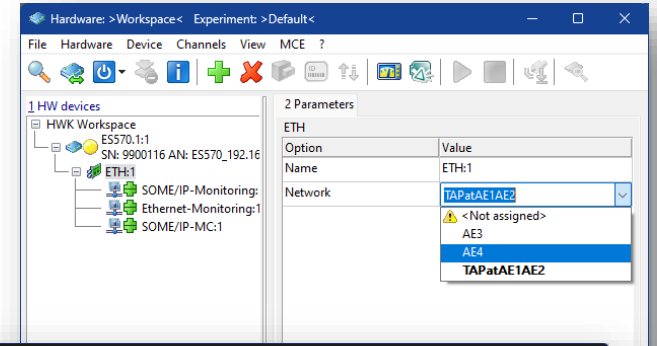 Hardware: >Workspace< Experiment: >Default<
File Hardware Device Channels View MCE ?
1 HW devices
HWK Workspace
ES570.1:1
SN: 9900116 AN: ES570_192.16
ETH:1
SOME/IP-Monitoring:
Ethernet-Monitoring:1
SOME/IP-MC:1
2 Parameters
ETH
Option Value
Name ETH:1
Network TAPatAE1AE2
<Not assigned>
AE3
AE4
TAPatAE1AE2